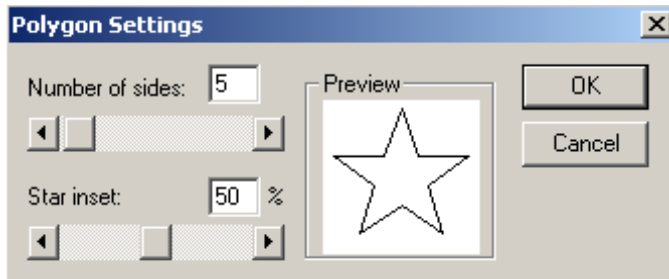 Polygon Settings
Number of sides: 5
Preview
OK
Cancel
Star inset: 50 %